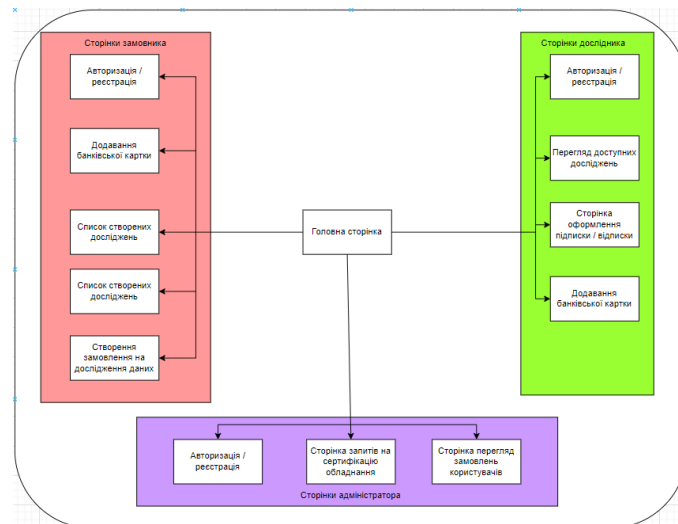 Сторінки замовника
Авторизація /
реєстрація
Додавання
банківської картки
Список створених
досліджень
Список створених
досліджень
Створення
замовлення на
дослідження даних
Головна сторінка
Сторінки дослідника
Авторизація /
реєстрація
Перегляд доступних
досліджень
Сторінка
оформлення
підписки / відписки
Додавання
банківської картки
Авторизація /
реєстрація
Сторінка запитів на
сертифікацію
обладнання
Сторінка перегляд
замовлень
користувачів
Сторінки адміністратора